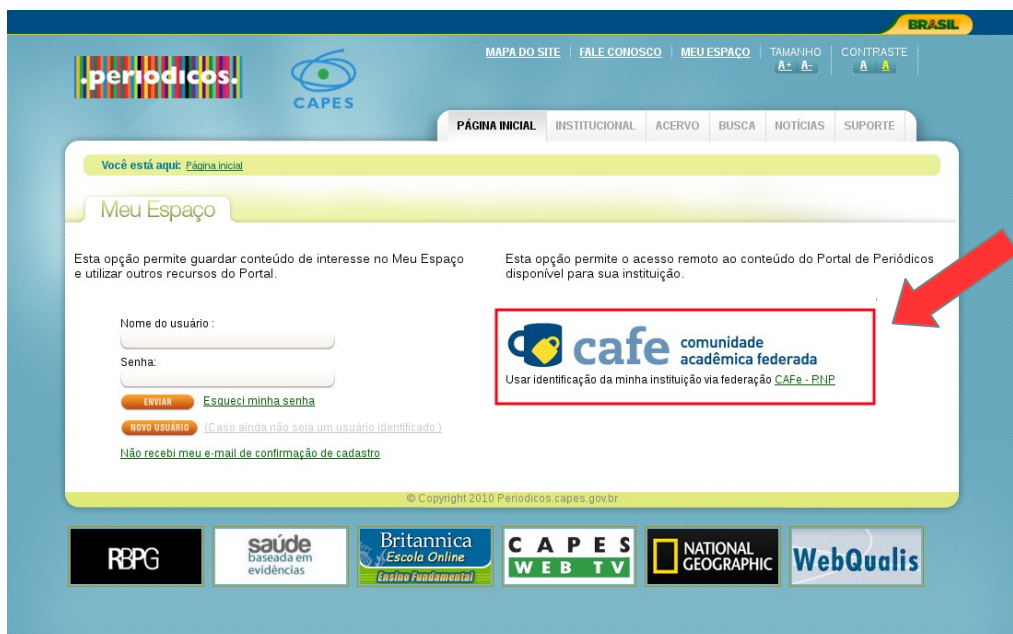 BRASIL
MAPA DO SITE | FALE CONOSCO | MEU ESPAÇO | TAMANHO | CONTRASTE
A+ A- A A
.periodicos.
CAPES
PÁGINA INICIAL INSTITUCIONAL ACERVO BUSCA NOTÍCIAS SUPORTE
Você está aqui: Página inicial
Meu Espaço
Esta opção permite guardar conteúdo de interesse no Meu Espaço
e utilizar outros recursos do Portal.
Nome do usuário :
Senha:
ENVIAR Esqueci minha senha
NOVO USUÁRIO (Caso ainda não seja um usuário identificado.)
Não recebi meu e-mail de confirmação de cadastro
Esta opção permite o acesso remoto ao conteúdo do Portal de Periódicos
disponível para sua instituição.
cafe comunidade
acadêmica federada
Usar identificação da minha instituição via federação CAFe - RNP
© Copyright 2010 Periodicos.capes.gov.br
RBPG
saúde
baseada em
evidências
Britannica
Escola Online
Ensino Fundamental
CAPES
WEB TV
NATIONAL
GEOGRAPHIC
WebQualis